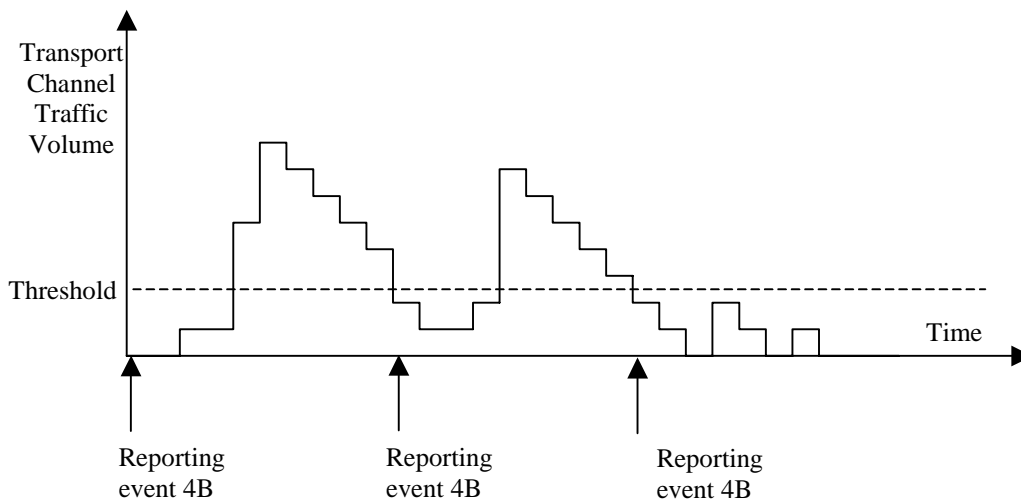 Transport
Channel
Traffic
Volume
Threshold
Time
Reporting
event 4B
Reporting
event 4B
Reporting
event 4B